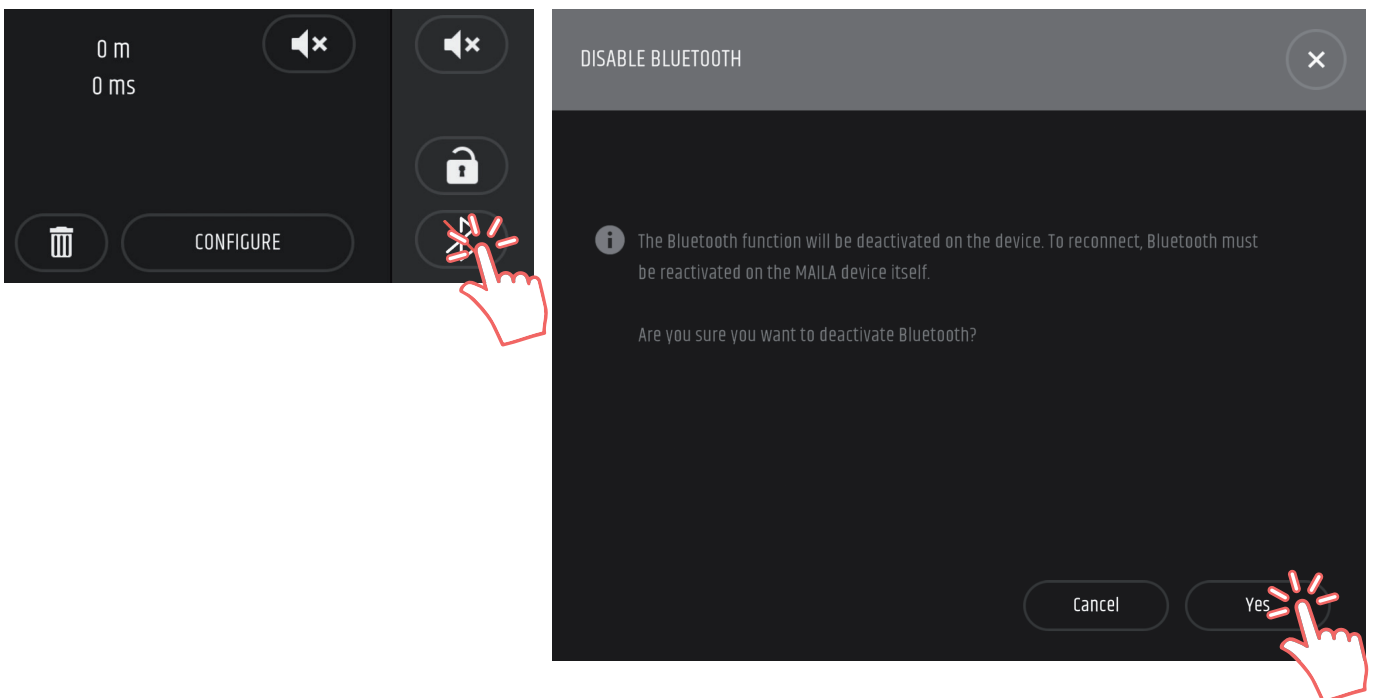 0 m
0 ms
CONFIGURE
DISABLE BLUETOOTH
The Bluetooth function will be deactivated on the device. To reconnect, Bluetooth must
be reactivated on the MAILA device itself.
Are you sure you want to deactivate Bluetooth?
Cancel
Yes